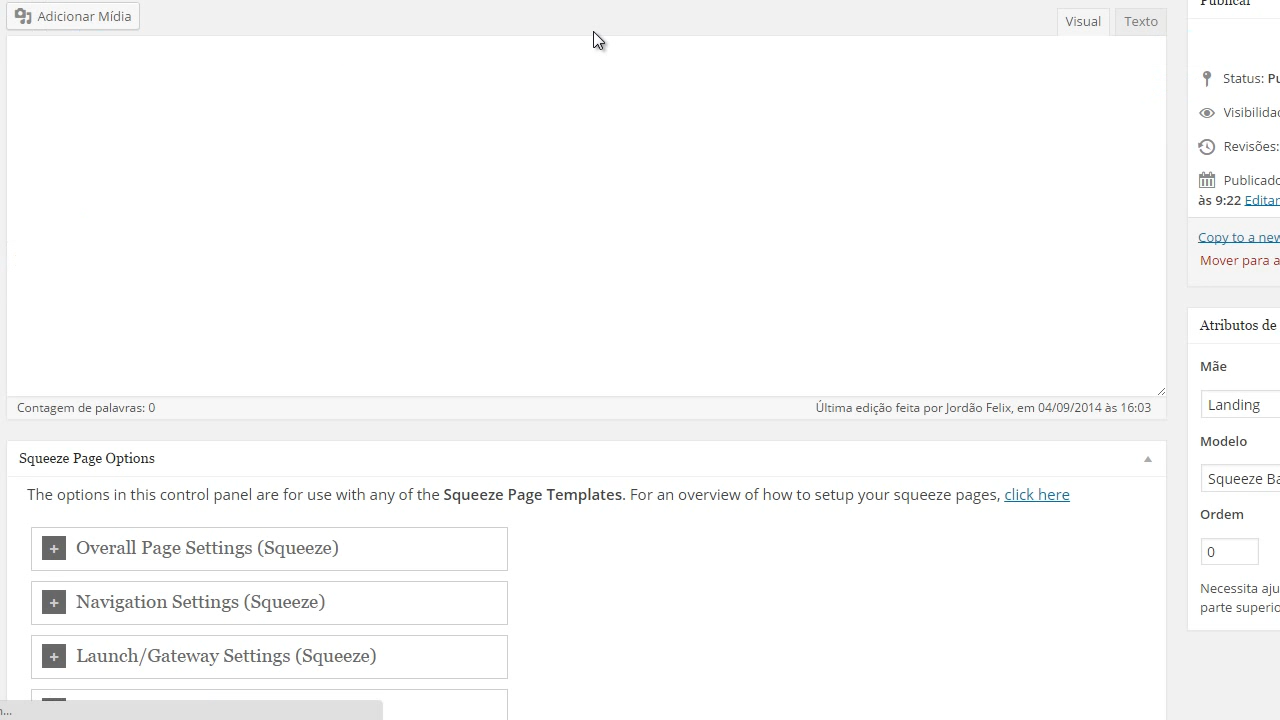 Adicionar Mídia
Visual
Texto
Contagem de palavras: 0
Última edição feita por Jordão Felix, em 04/09/2014 às 16:03
Squeeze Page Options
The options in this control panel are for use with any of the Squeeze Page Templates. For an overview of how to setup your squeeze pages, click here
+ Overall Page Settings (Squeeze)
+ Navigation Settings (Squeeze)
+ Launch/Gateway Settings (Squeeze)
Publicar
Status: Pu
Visibilidad
Revisões:
Publicado
às 9:22 Editar
Copy to a new
Mover para a
Atributos de
Mãe
Landing
Modelo
Squeeze Ba
Ordem
0
Necessita aju
parte superio